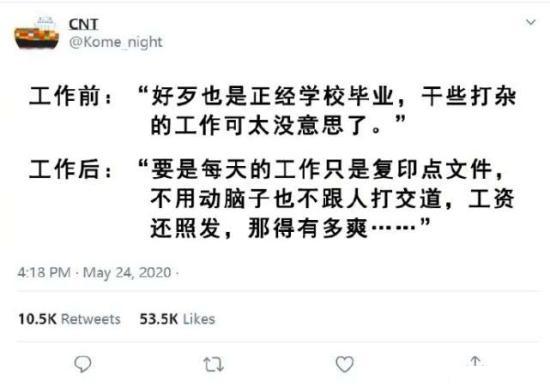 CNT
@Kome_night
工作前：“好歹也是正经学校毕业，干些打杂
的工作可太没意思了。”
工作后：“要是每天的工作只是复印点文件，
不用动脑子也不跟人打交道，工资
还照发，那得有多爽……”
4:18 PM · May 24, 2020 ·
10.5K Retweets 53.5K Likes